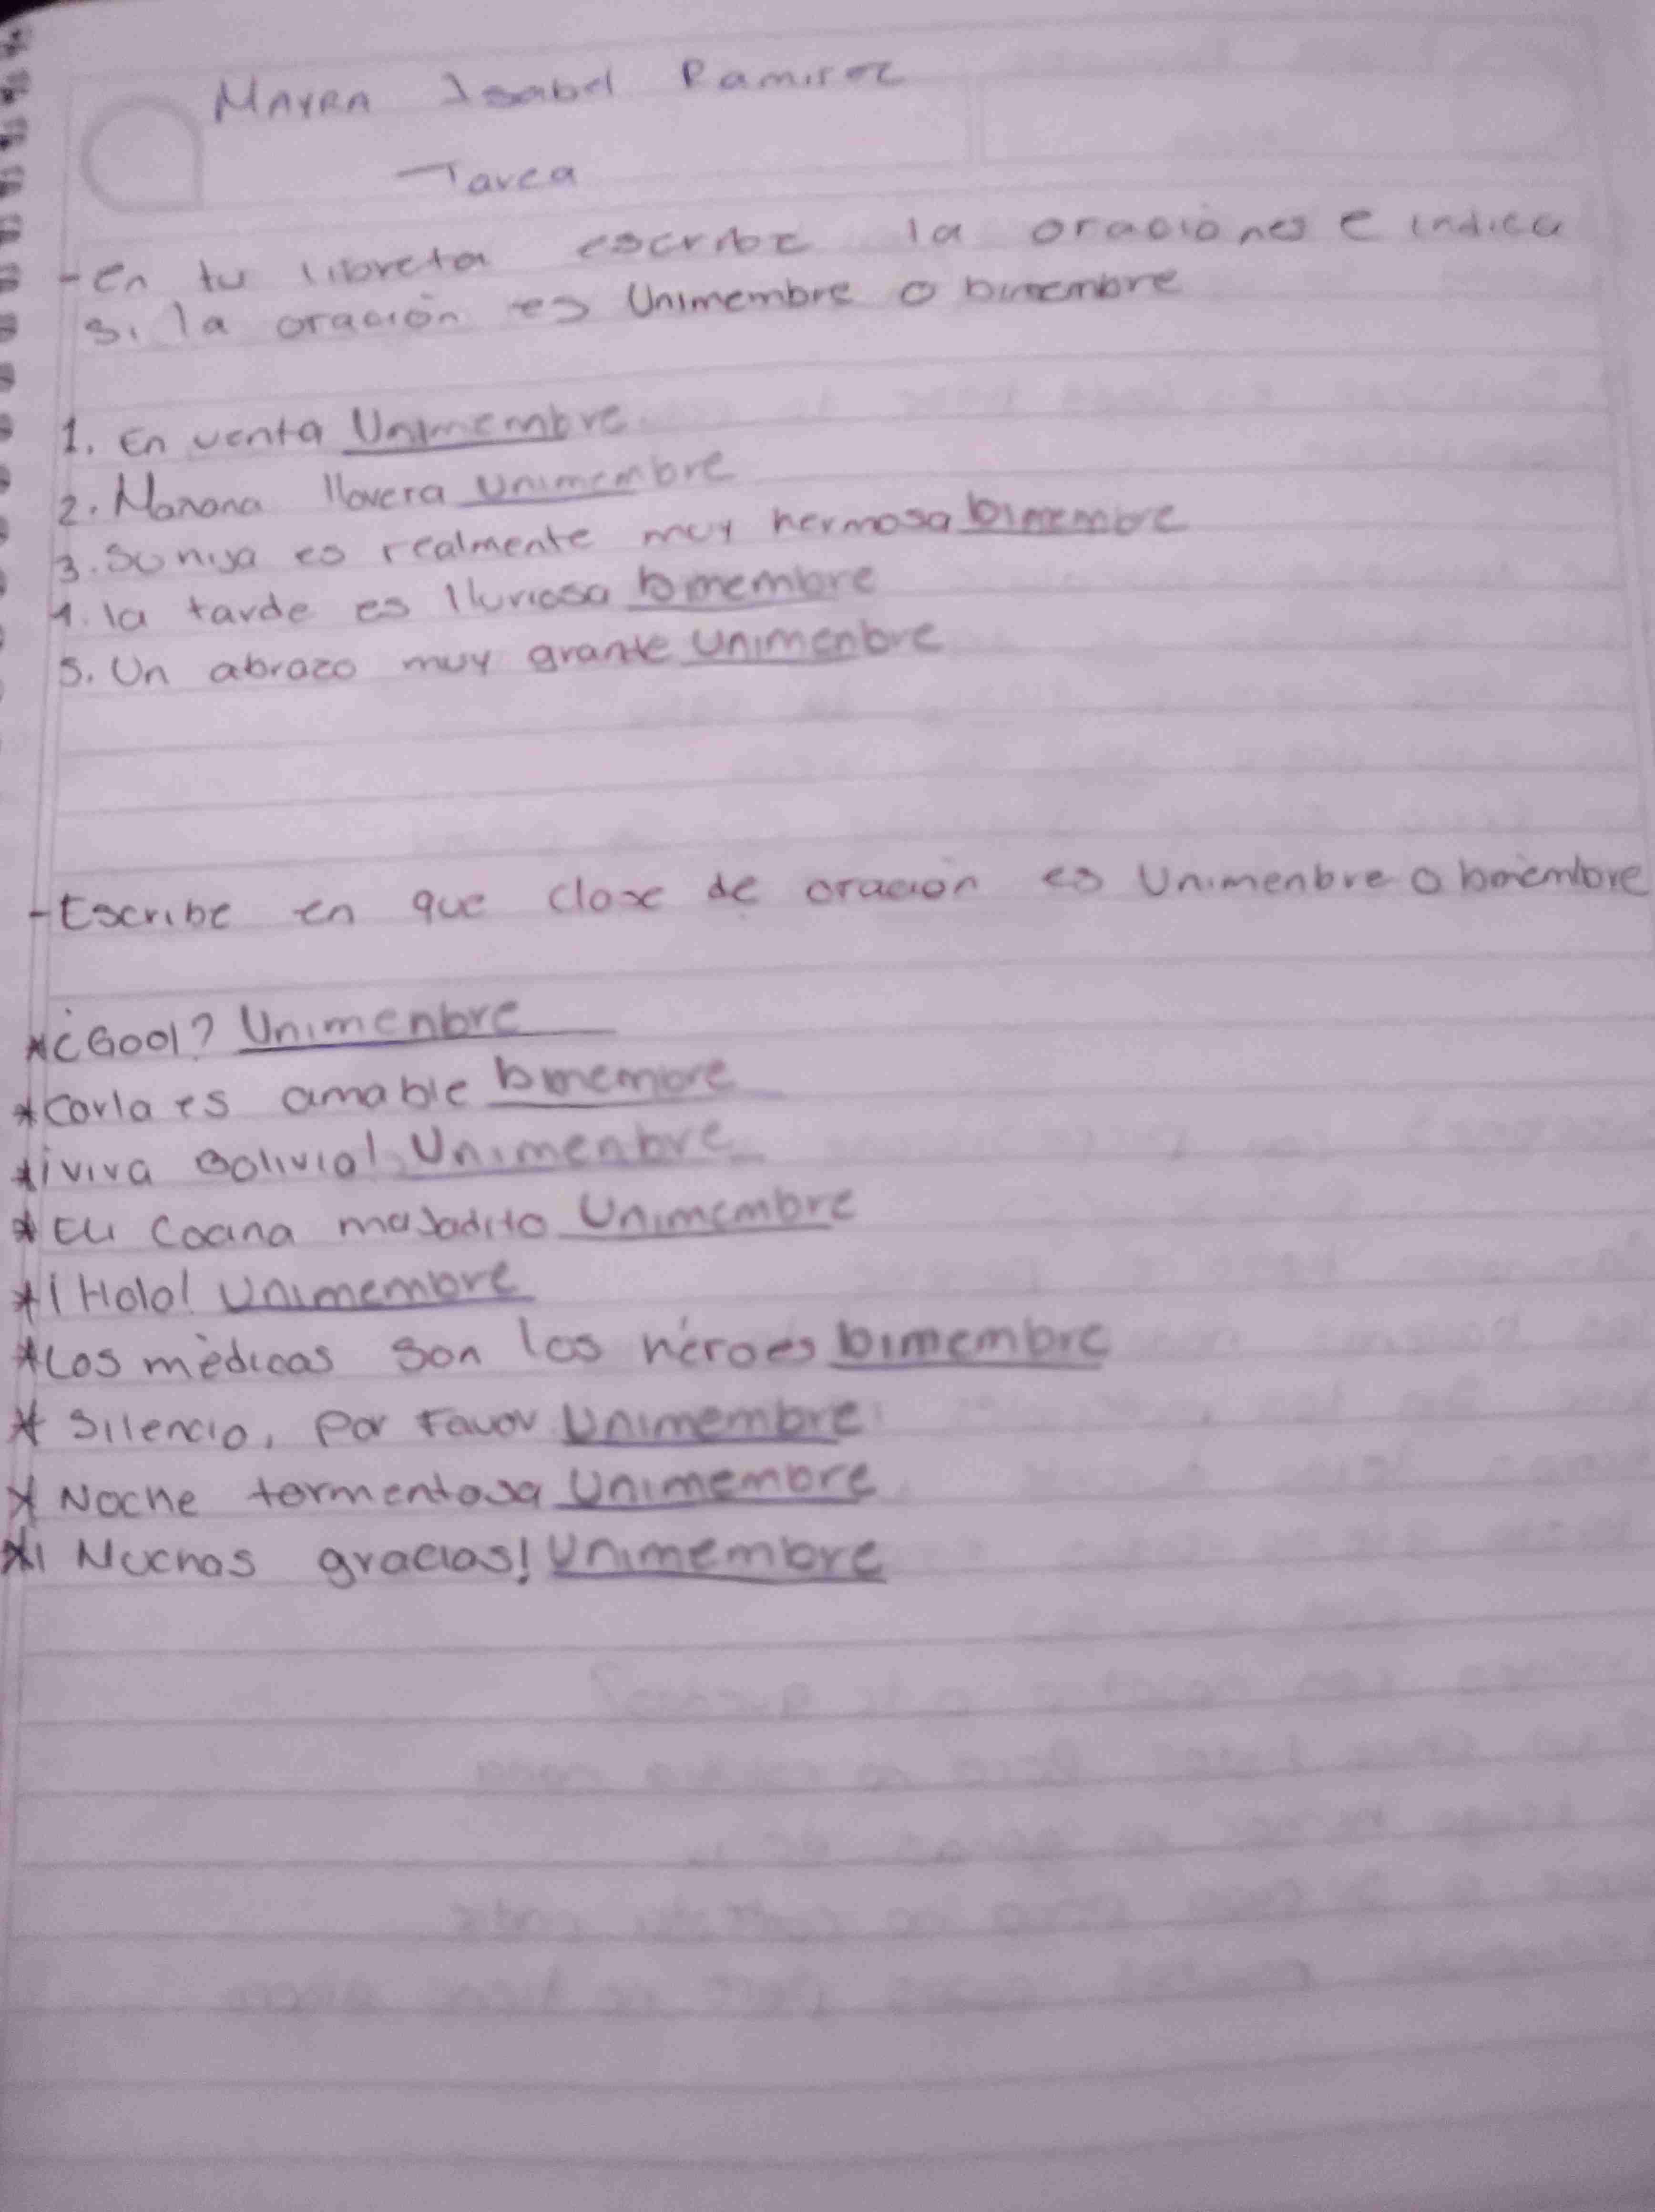 Mayra Isabel Ramirez
Tarea
- En tu libreta escribe la oraciónes e indica
si la oración es Unimembre o bimembre
1. En venta Unimembre
2. Mañana llovera Unimembre
3. Su hija es realmente muy hermosa bimembre
4. la tarde es lluviosa bimembre
5. Un abrazo muy grande Unimenbre
- Escribe en que clase de oración es Unimenbre o bimembre
* ¿Gool? Unimenbre
* Carla es amable bimembre
* ¡viva Bolivia! Unimenbre
* Eli cocina majadito Unimembre
* ¡Hola! Unimembre
* Los mèdicos son los héroes bimembre
* Silencio, por Favor Unimembre
* Noche tormentosa Unimembre
* ¡Muchas gracias! Unimembre